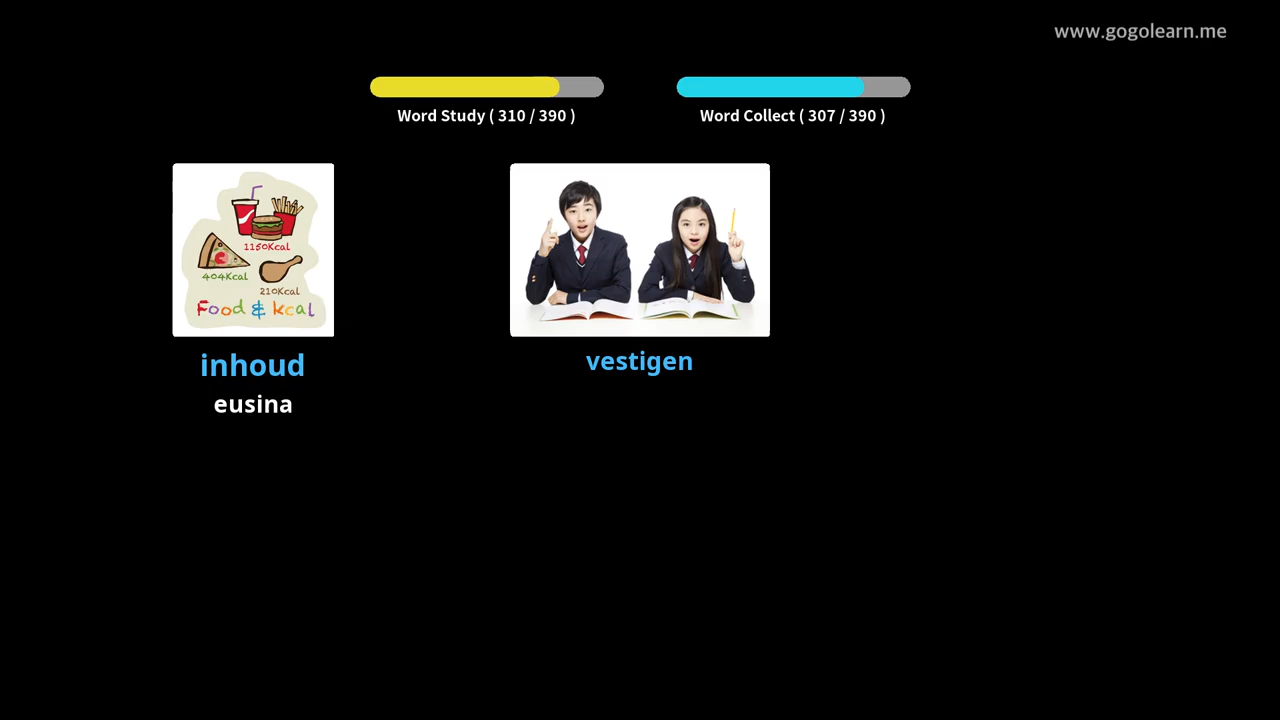 www.gogolearn.me
Word Study ( 310 / 390 )
Word Collect ( 307 / 390 )
1150Kcal
404Kcal
210Kcal
Food & kcal
inhoud
eusina
vestigen